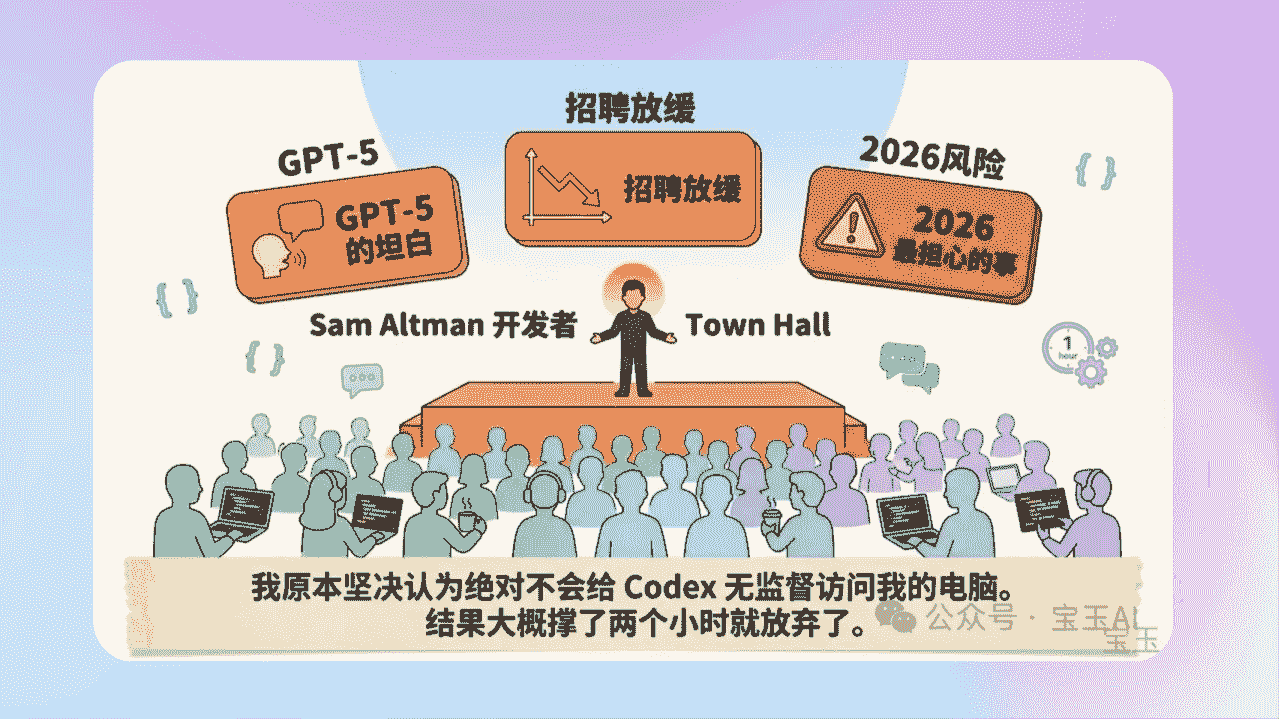 招聘放缓
GPT-5
2026风险
招聘放缓
GPT-5
的坦白
2026
最担心的事
Sam Altman 开发者
Town Hall
1
hour
我原本坚决认为绝对不会给 Codex 无监督访问我的电脑。
结果大概撑了两个小时就放弃了。
公众号 · 宝玉AI
宝玉